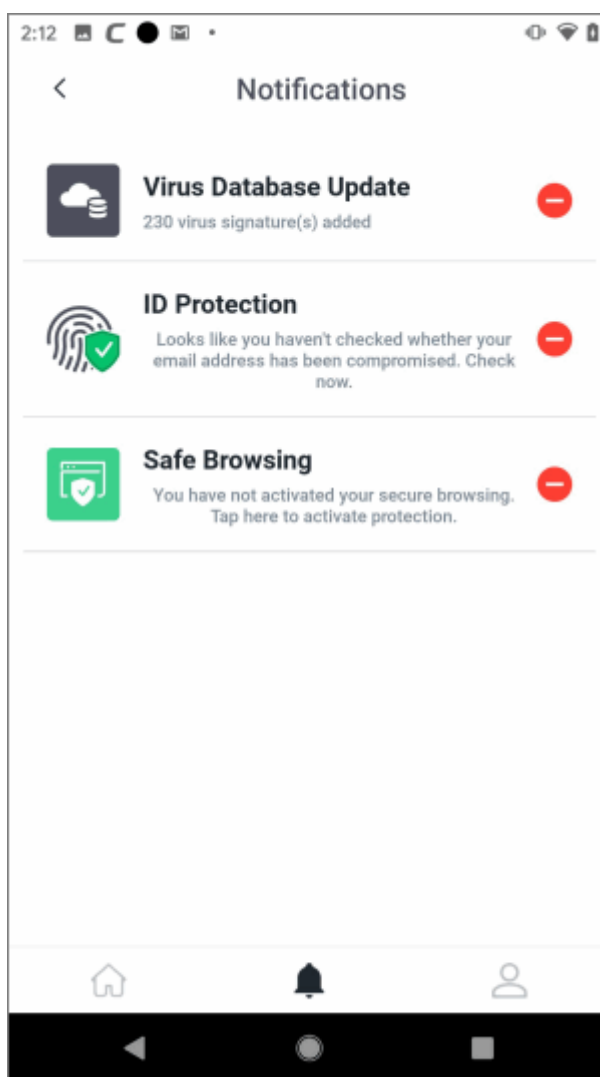 2:12
Notifications
Virus Database Update
230 virus signature(s) added
ID Protection
Looks like you haven't checked whether your
email address has been compromised. Check
now.
Safe Browsing
You have not activated your secure browsing.
Tap here to activate protection.